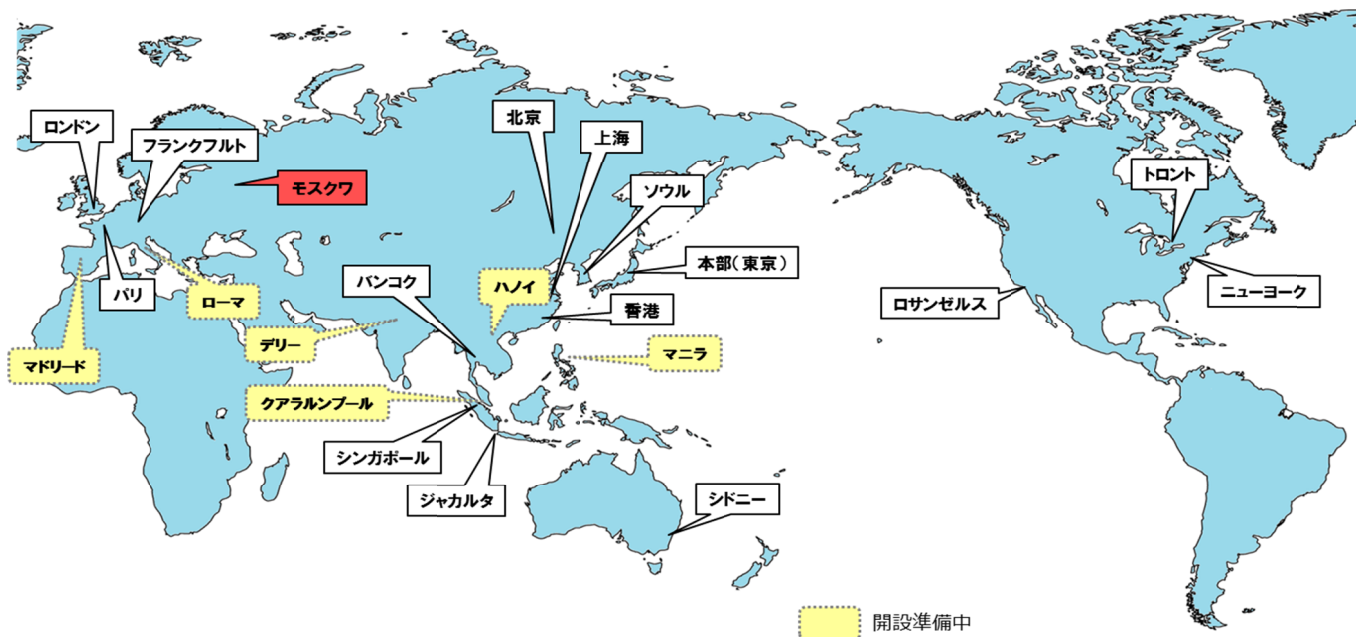 ロンドン
フランクフルト
モスクワ
北京
上海
ソウル
トロント
本部(東京)
バンコク
ハノイ
パリ
ローマ
香港
ロサンゼルス
ニューヨーク
デリー
マニラ
マドリード
クアラルンプール
シンガポール
ジャカルタ
シドニー
開設準備中